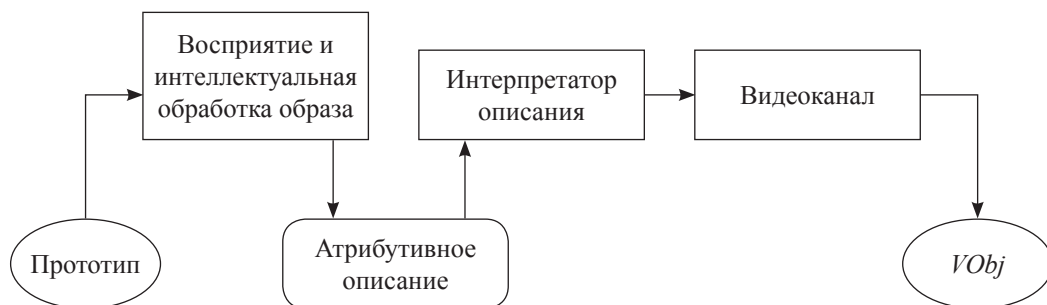 Восприятие и
интеллектуальная
обработка образа
Интерпретатор
описания
Видеоканал
Прототип
Атрибутивное
описание
VObj